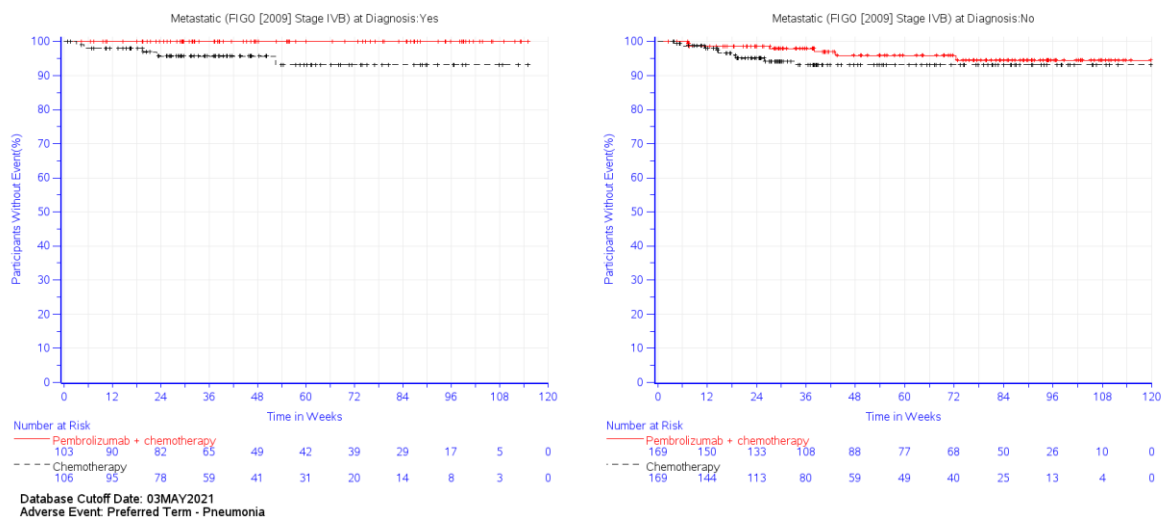 Metastatic (FIGO [2009] Stage IVB) at Diagnosis:Yes
Participants Without Event(%)
100
90
80
70
60
50
40
30
20
10
0
0 12 24 36 48 60 72 84 96 108 120
Time in Weeks
Number at Risk
Pembrolizumab + chemotherapy
103 90 82 65 49 42 39 29 17 5 0
Chemotherapy
106 95 78 59 41 31 20 14 8 3 0
Metastatic (FIGO [2009] Stage IVB) at Diagnosis:No
Participants Without Event(%)
100
90
80
70
60
50
40
30
20
10
0
0 12 24 36 48 60 72 84 96 108 120
Time in Weeks
Number at Risk
Pembrolizumab + chemotherapy
169 150 133 108 88 77 68 50 26 10 0
Chemotherapy
169 144 113 80 59 49 40 25 13 4 0
Database Cutoff Date: 03MAY2021
Adverse Event: Preferred Term - Pneumonia